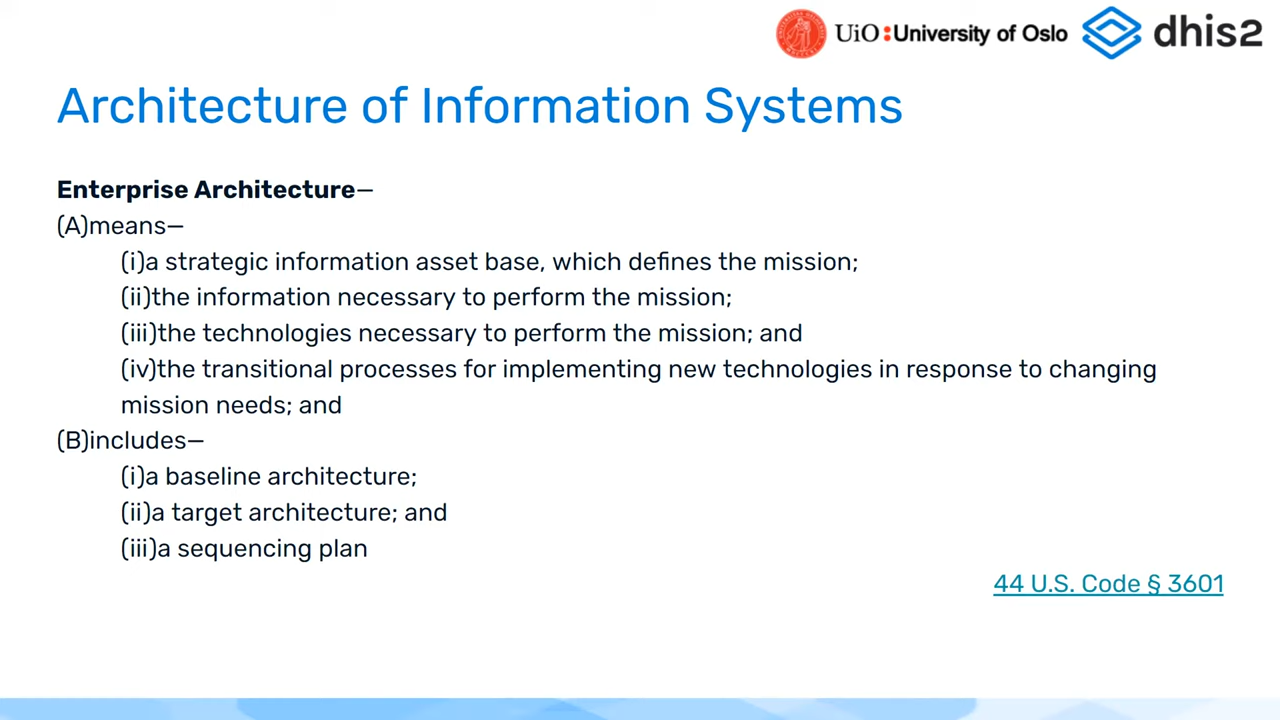 UiO:University of Oslo
dhis2
Architecture of Information Systems
Enterprise Architecture—
(A)means—
(i)a strategic information asset base, which defines the mission;
(ii)the information necessary to perform the mission;
(iii)the technologies necessary to perform the mission; and
(iv)the transitional processes for implementing new technologies in response to changing
mission needs; and
(B)includes—
(i)a baseline architecture;
(ii)a target architecture; and
(iii)a sequencing plan
44 U.S. Code § 3601